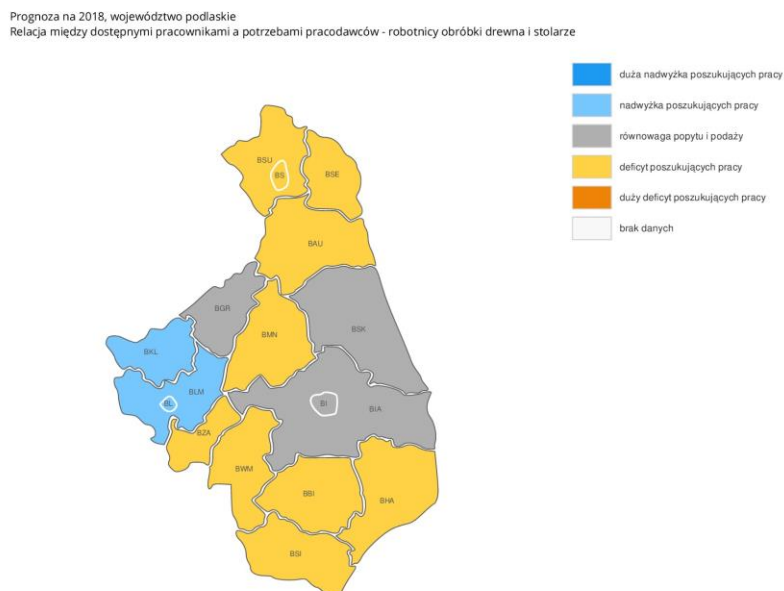 Prognoza na 2018, województwo podlaskie
Relacja między dostępnymi pracownikami a potrzebami pracodawców - robotnicy obróbki drewna i stolarze
duża nadwyżka poszukujących pracy
nadwyżka poszukujących pracy
równowaga popytu i podaży
deficyt poszukujących pracy
duży deficyt poszukujących pracy
brak danych
BSU
BS
BSE
BAU
BGR
BMN
BSK
BKL
BLM
BL
BI
BIA
BZA
BWM
BBI
BHA
BSI